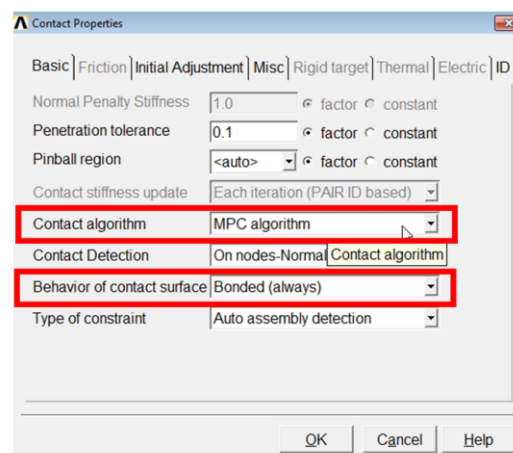 Contact Properties
Basic Friction Initial Adjustment Misc Rigid target Thermal Electric ID
Normal Penalty Stiffness 1.0 factor constant
Penetration tolerance 0.1 factor constant
Pinball region <auto> factor constant
Contact stiffness update Each iteration (PAIR ID based)
Contact algorithm MPC algorithm
Contact Detection On nodes-Normal Contact algorithm
Behavior of contact surface Bonded (always)
Type of constraint Auto assembly detection
OK Cancel Help